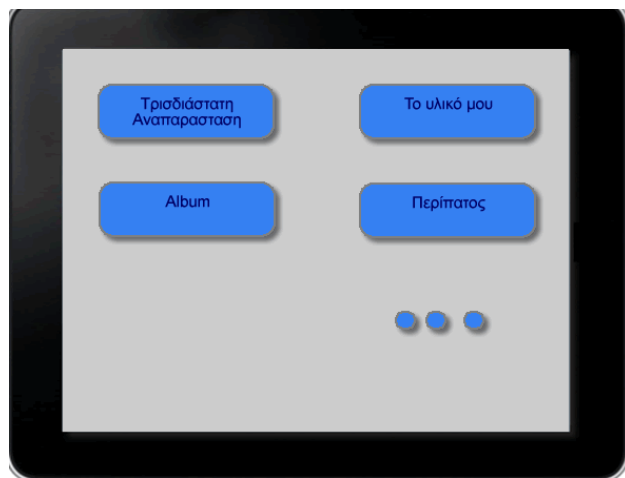 Τρισδιάστατη
Αναπαρασταση
Το υλικό μου
Album
Περίπατος